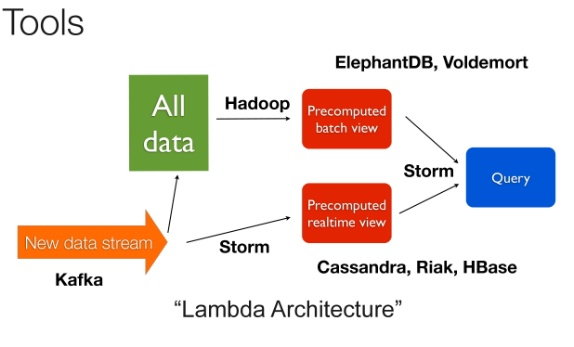 Tools
ElephantDB, Voldemort
All
data
Hadoop
Precomputed
batch view
Storm
Query
New data stream
Kafka
Storm
Precomputed
realtime view
Cassandra, Riak, HBase
“Lambda Architecture”